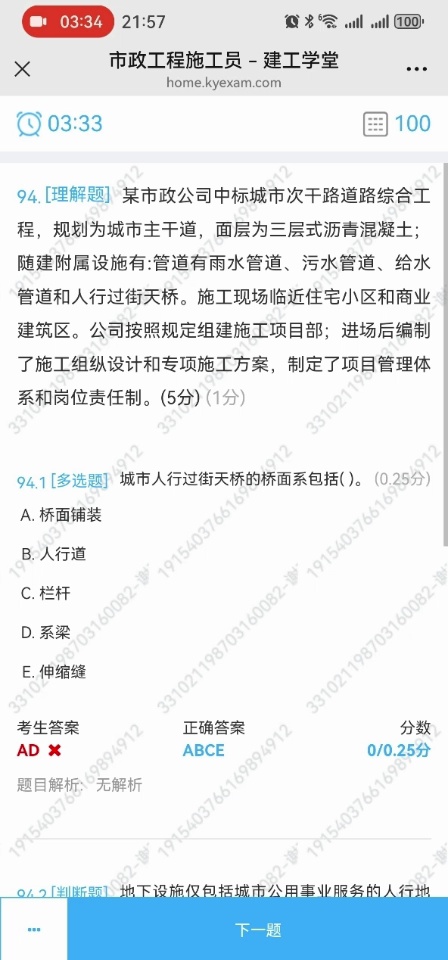 03:34 21:57 6 100
市政工程施工员 - 建工学堂
home.kyexam.com
03:33 100
94. [理解题] 某市政公司中标城市次干路道路综合工
程，规划为城市主干道，面层为三层式沥青混凝土；
随建附属设施有:管道有雨水管道、污水管道、给水
管道和人行过街天桥。施工现场临近住宅小区和商业
建筑区。公司按照规定组建施工项目部；进场后编制
了施工组纵设计和专项施工方案，制定了项目管理体
系和岗位责任制。(5分) (1分)
94.1 [多选题] 城市人行过街天桥的桥面系包括( )。 (0.25分)
A. 桥面铺装
B. 人行道
C. 栏杆
D. 系梁
E. 伸缩缝
考生答案 正确答案 分数
AD ABCE 0/0.25分
题目解析: 无解析
94.2 [判断题] 地下设施仅包括城市公用事业服务的人行地
下一题